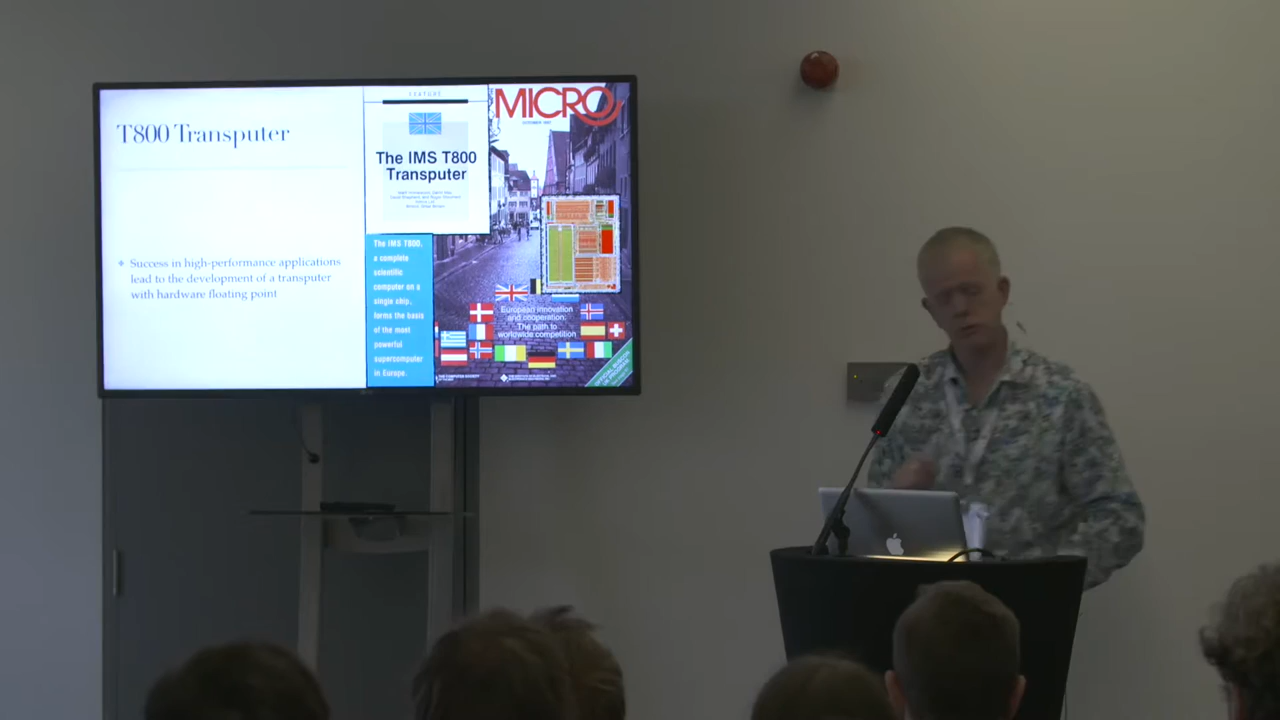 T800 Transputer
Success in high-performance applications
lead to the development of a transputer
with hardware floating point
FEATURE
The IMS T800
Transputer
The IMS T800,
a complete
scientific
computer on a
single chip,
forms the basis
of the most
powerful
supercomputer
in Europe.
MICRO
European innovation
and cooperation:
The path to
worldwide competition